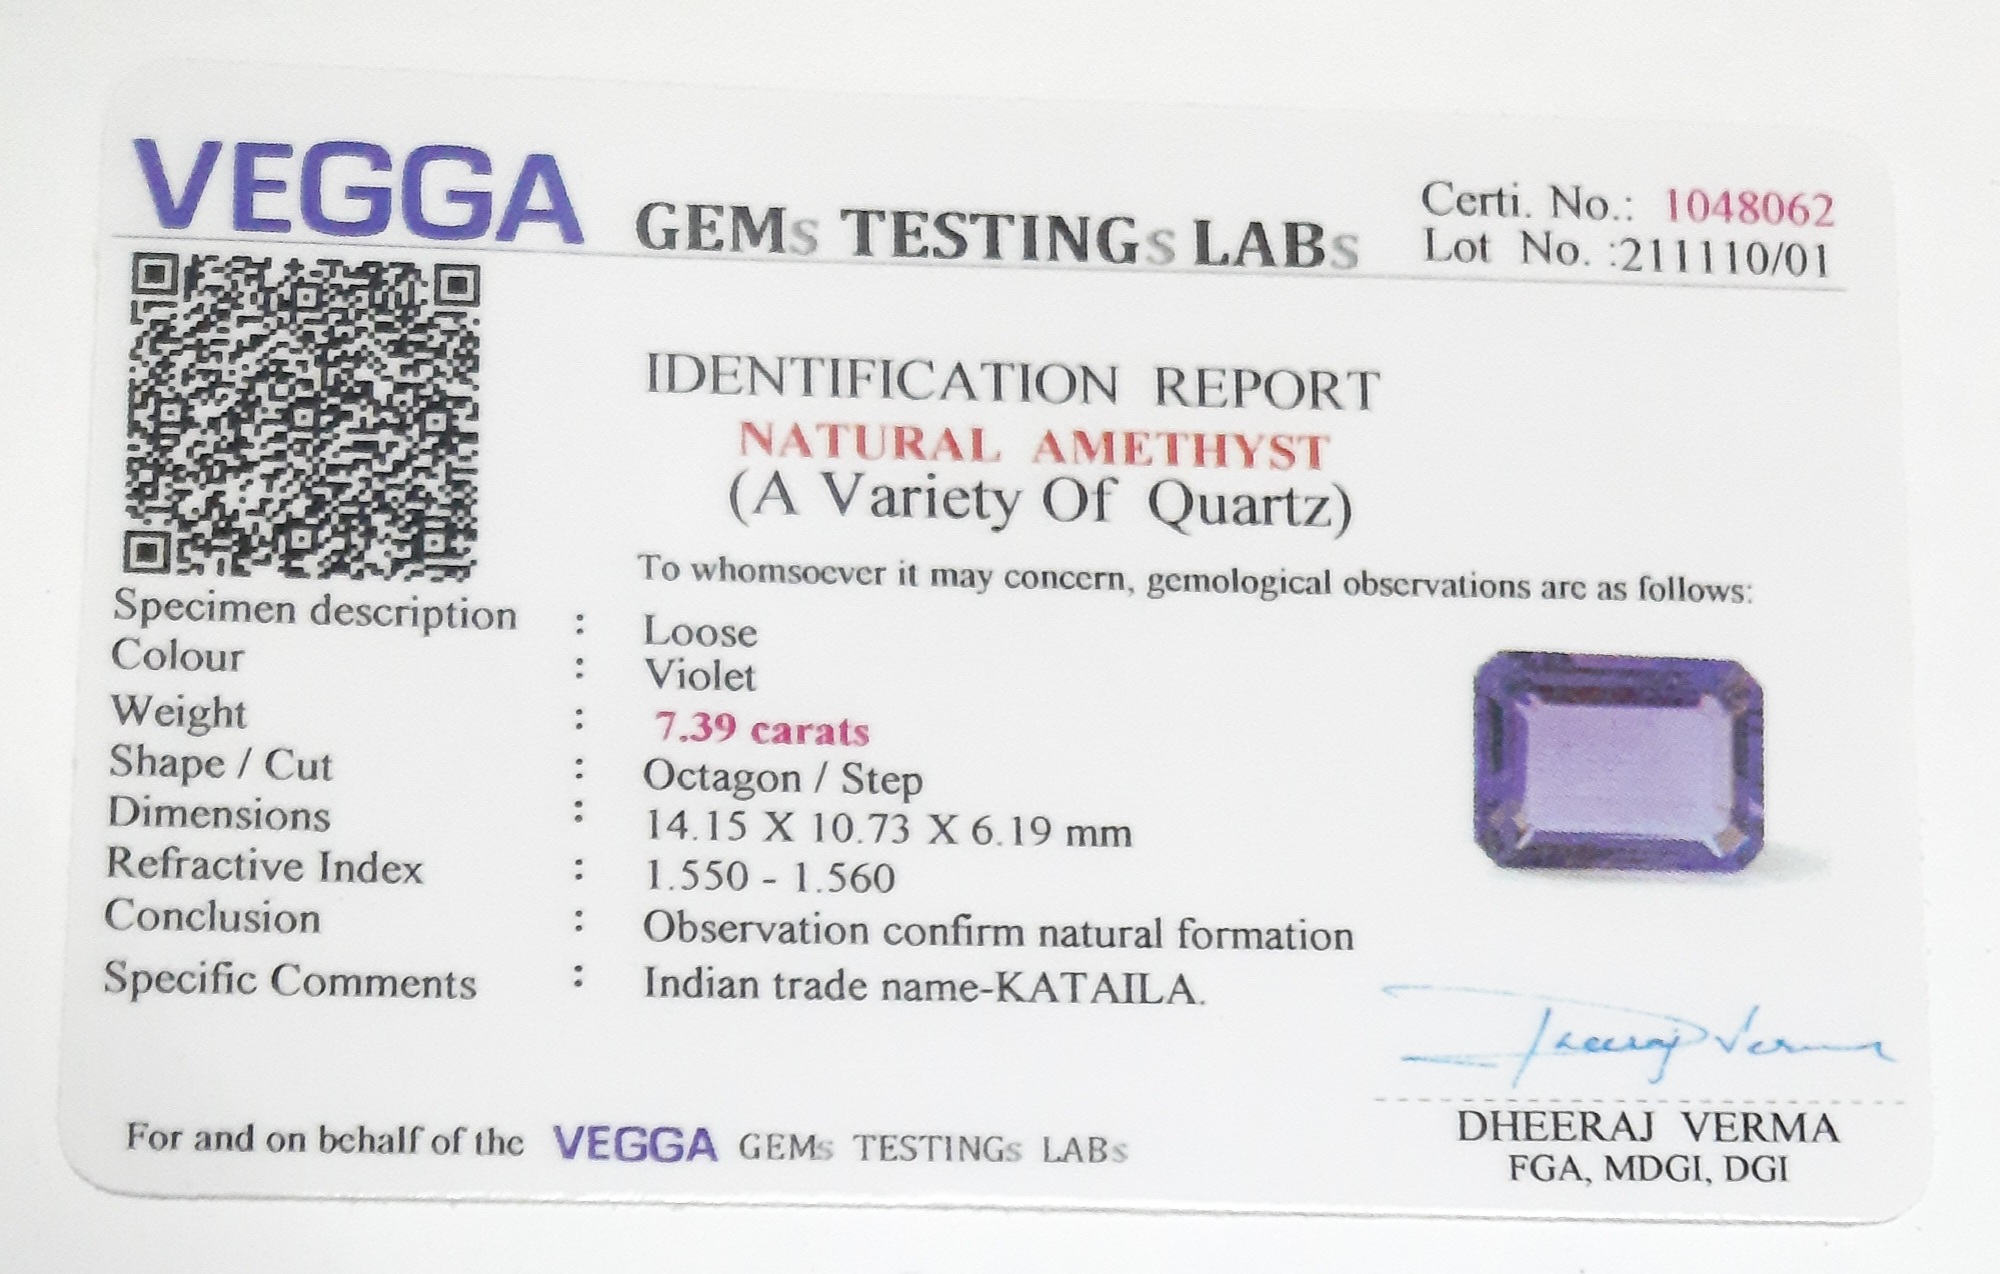 VEGGA GEMs TESTINGs LABs
Certi. No.: 1048062
Lot No. :211110/01
IDENTIFICATION REPORT
NATURAL AMETHYST
(A Variety Of Quartz)
To whomsoever it may concern, gemological observations are as follows:
Specimen description : Loose
Colour : Violet
Weight : 7.39 carats
Shape / Cut : Octagon / Step
Dimensions : 14.15 X 10.73 X 6.19 mm
Refractive Index : 1.550 - 1.560
Conclusion : Observation confirm natural formation
Specific Comments : Indian trade name-KATAILA.
Dheeraj Verma
DHEERAJ VERMA
FGA, MDGI, DGI
For and on behalf of the VEGGA GEMs TESTINGs LABs